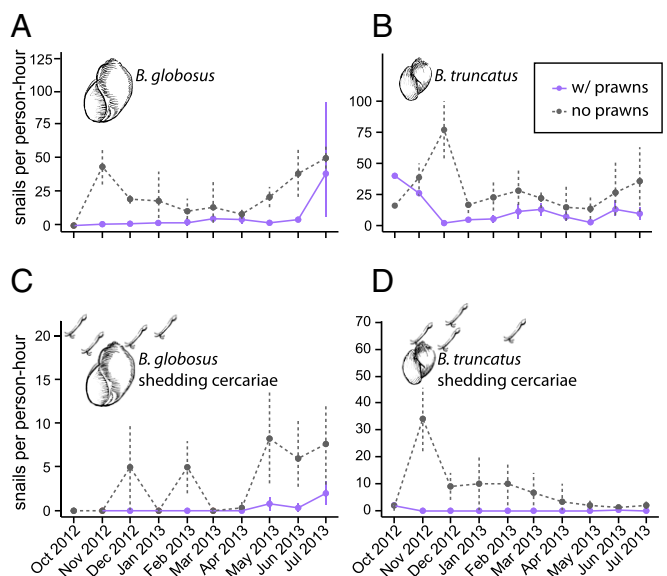 A
B
snails per person-hour
125
100
75
50
25
0
B. globosus
100
75
50
25
0
B. truncatus
w/ prawns
no prawns
C
D
snails per person-hour
20
15
10
5
0
B. globosus
shedding cercariae
70
60
50
40
30
20
10
0
B. truncatus
shedding cercariae
Oct 2012
Nov 2012
Dec 2012
Jan 2013
Feb 2013
Mar 2013
Apr 2013
May 2013
Jun 2013
Jul 2013
Oct 2012
Nov 2012
Dec 2012
Jan 2013
Feb 2013
Mar 2013
Apr 2013
May 2013
Jun 2013
Jul 2013